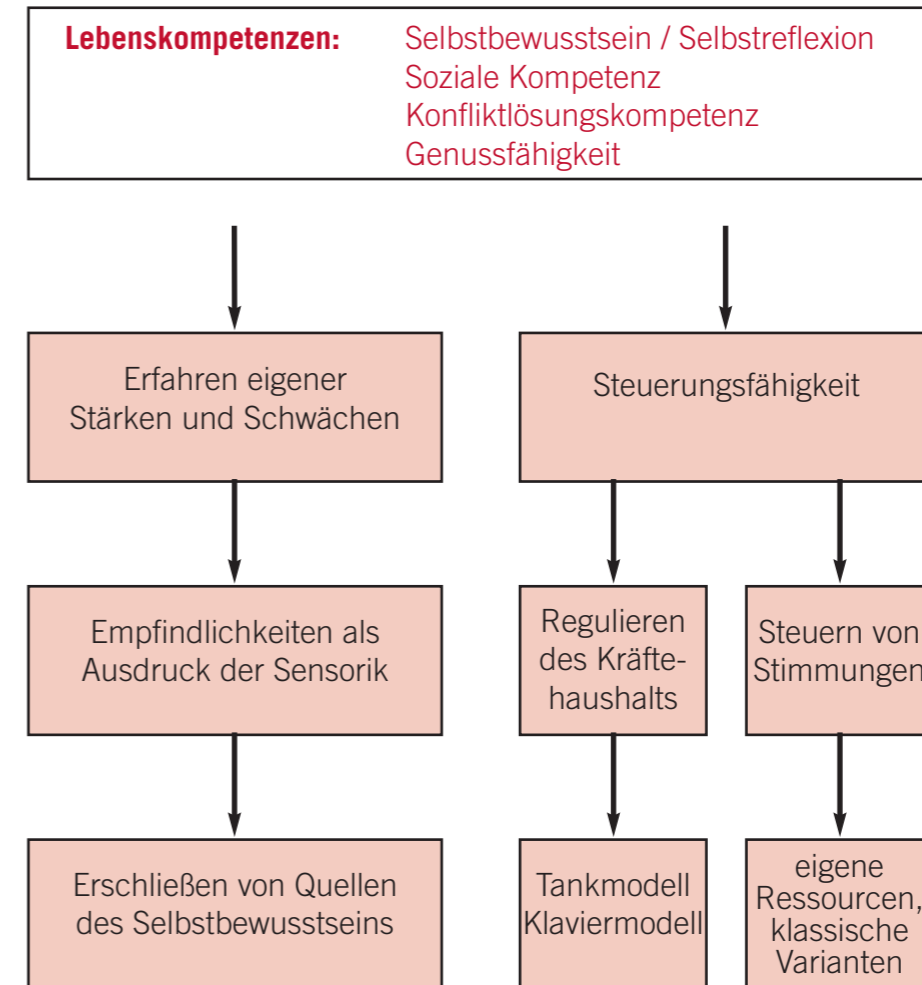 Lebenskompetenzen: Selbstbewusstsein / Selbstreflexion
Soziale Kompetenz
Konfliktlösungskompetenz
Genussfähigkeit
Erfahren eigener
Stärken und Schwächen
Steuerungsfähigkeit
Empfindlichkeiten als
Ausdruck der Sensorik
Regulieren
des Kräfte-
haushalts
Steuern von
Stimmungen
Erschließen von Quellen
des Selbstbewusstseins
Tankmodell
Klaviermodell
eigene
Ressourcen,
klassische
Varianten